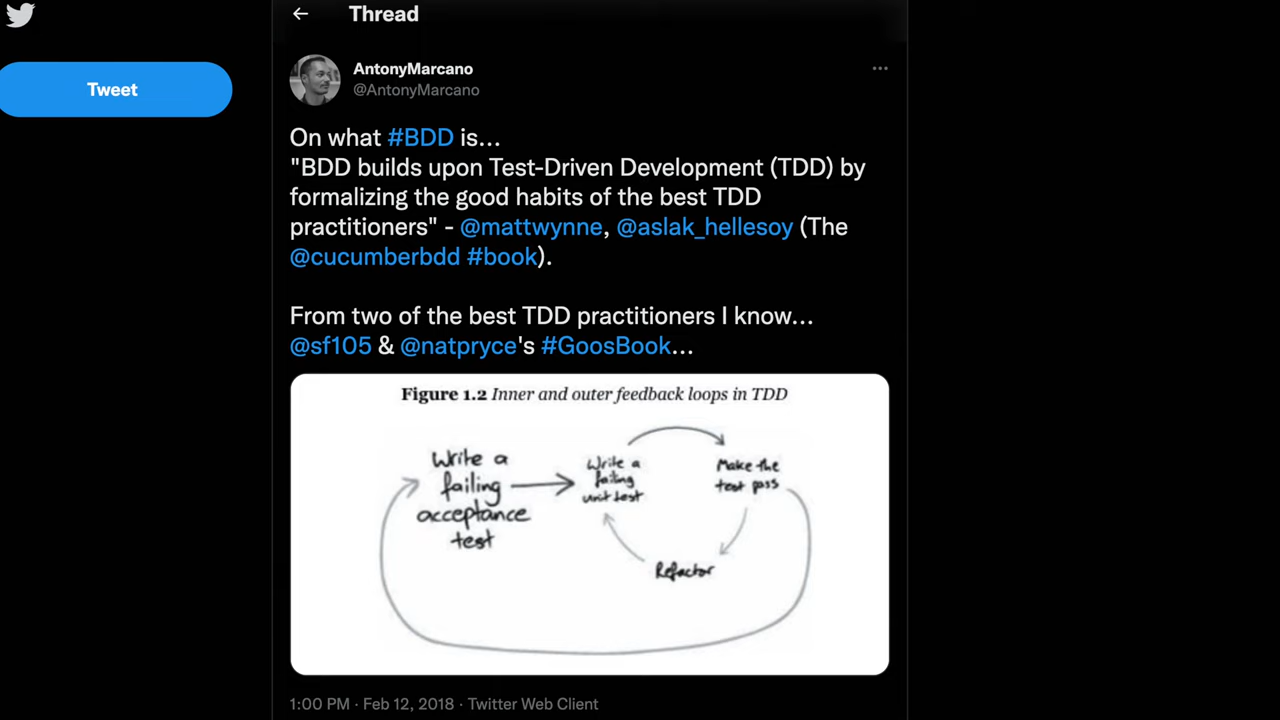 Thread
Tweet
AntonyMarcano
@AntonyMarcano
On what #BDD is...
"BDD builds upon Test-Driven Development (TDD) by
formalizing the good habits of the best TDD
practitioners" - @mattwynne, @aslak_hellesoy (The
@cucumberbdd #book).
From two of the best TDD practitioners I know...
@sf105 & @natpryce's #GoosBook...
Figure 1.2 Inner and outer feedback loops in TDD
Write a
failing
acceptance
test
Write a
failing
unit test
Make the
test pass
Refactor
1:00 PM · Feb 12, 2018 · Twitter Web Client